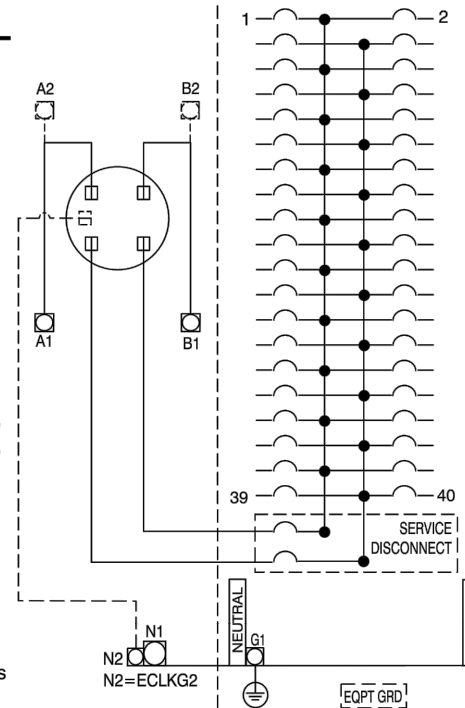 1
2
A2
B2
A1
B1
39
40
SERVICE
DISCONNECT
NEUTRAL
G1
N1
N2
N2=ECLKG2
s
EQPT GRD